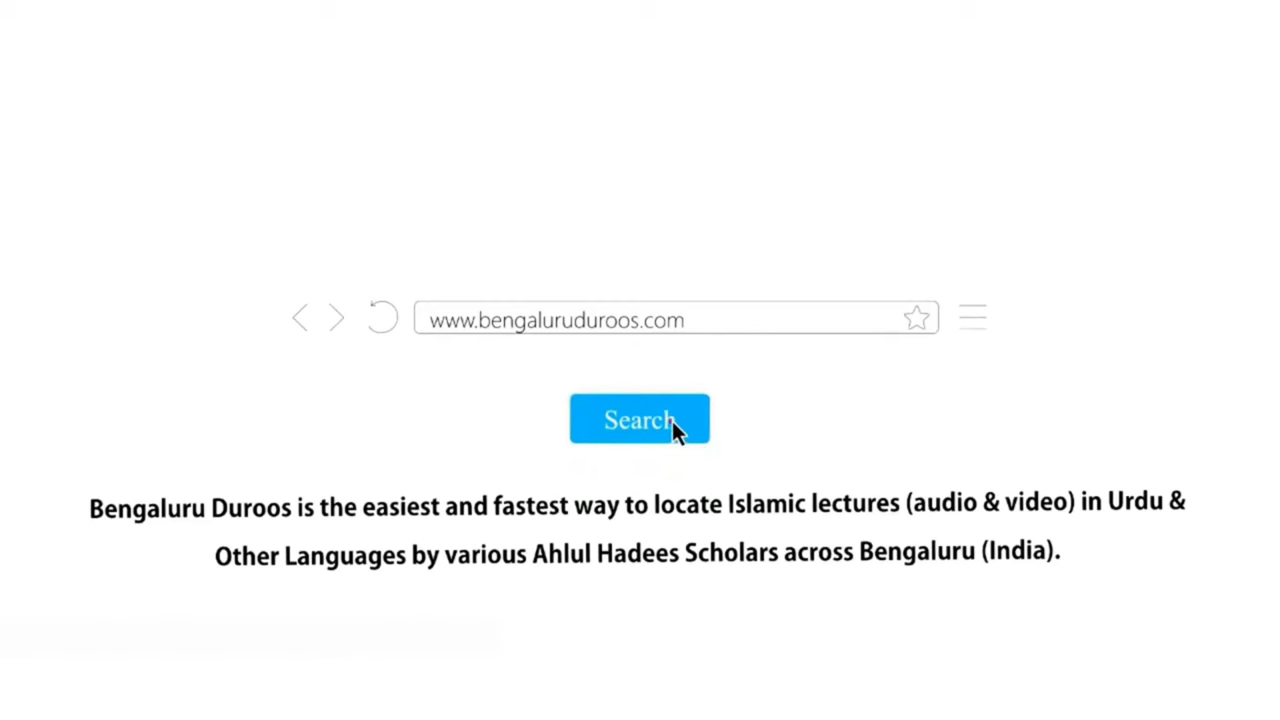 www.bengaluruduroos.com
Search
Bengaluru Duroos is the easiest and fastest way to locate Islamic lectures (audio & video) in Urdu &
Other Languages by various Ahlul Hadees Scholars across Bengaluru (India).